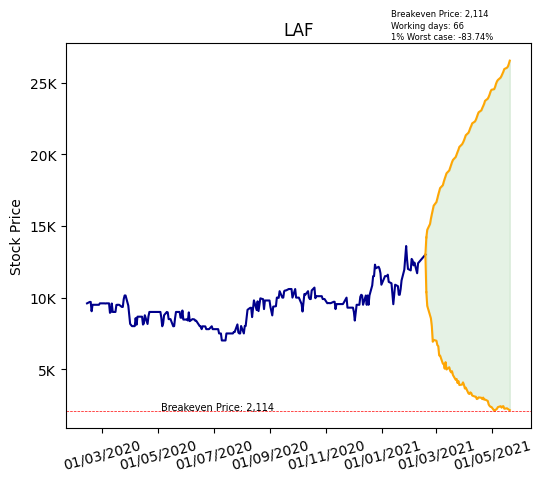 Breakeven Price: 2,114
Working days: 66
1% Worst case: -83.74%
LAF
Stock Price
25K
20K
15K
10K
5K
Breakeven Price: 2,114
01/03/2020 01/05/2020 01/07/2020 01/09/2020 01/11/2020 01/01/2021 01/03/2021 01/05/2021